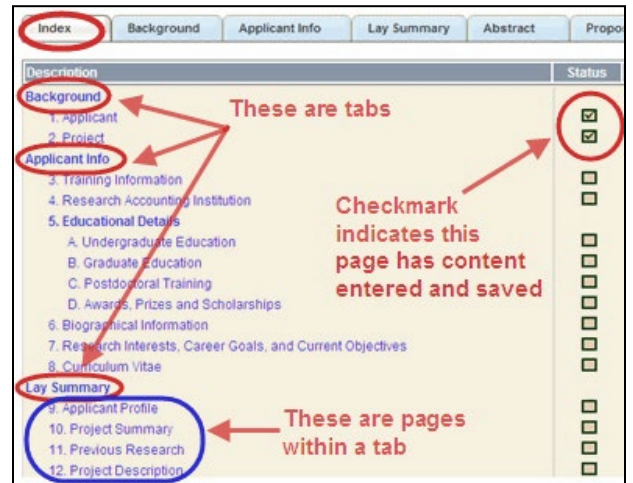 Index Background Applicant Info Lay Summary Abstract Propo
Description Status
Background
These are tabs
1. Applicant
2. Project
Applicant Info
3. Training Information
4. Research Accounting Institution
Checkmark
indicates this
page has content
entered and saved
5. Educational Details
A. Undergraduate Education
B. Graduate Education
C. Postdoctoral Training
D. Awards, Prizes and Scholarships
6. Biographical Information
7. Research Interests, Career Goals, and Current Objectives
8. Curriculum Vitae
Lay Summary
9. Applicant Profile
10. Project Summary
11. Previous Research
12. Project Description
These are pages
within a tab